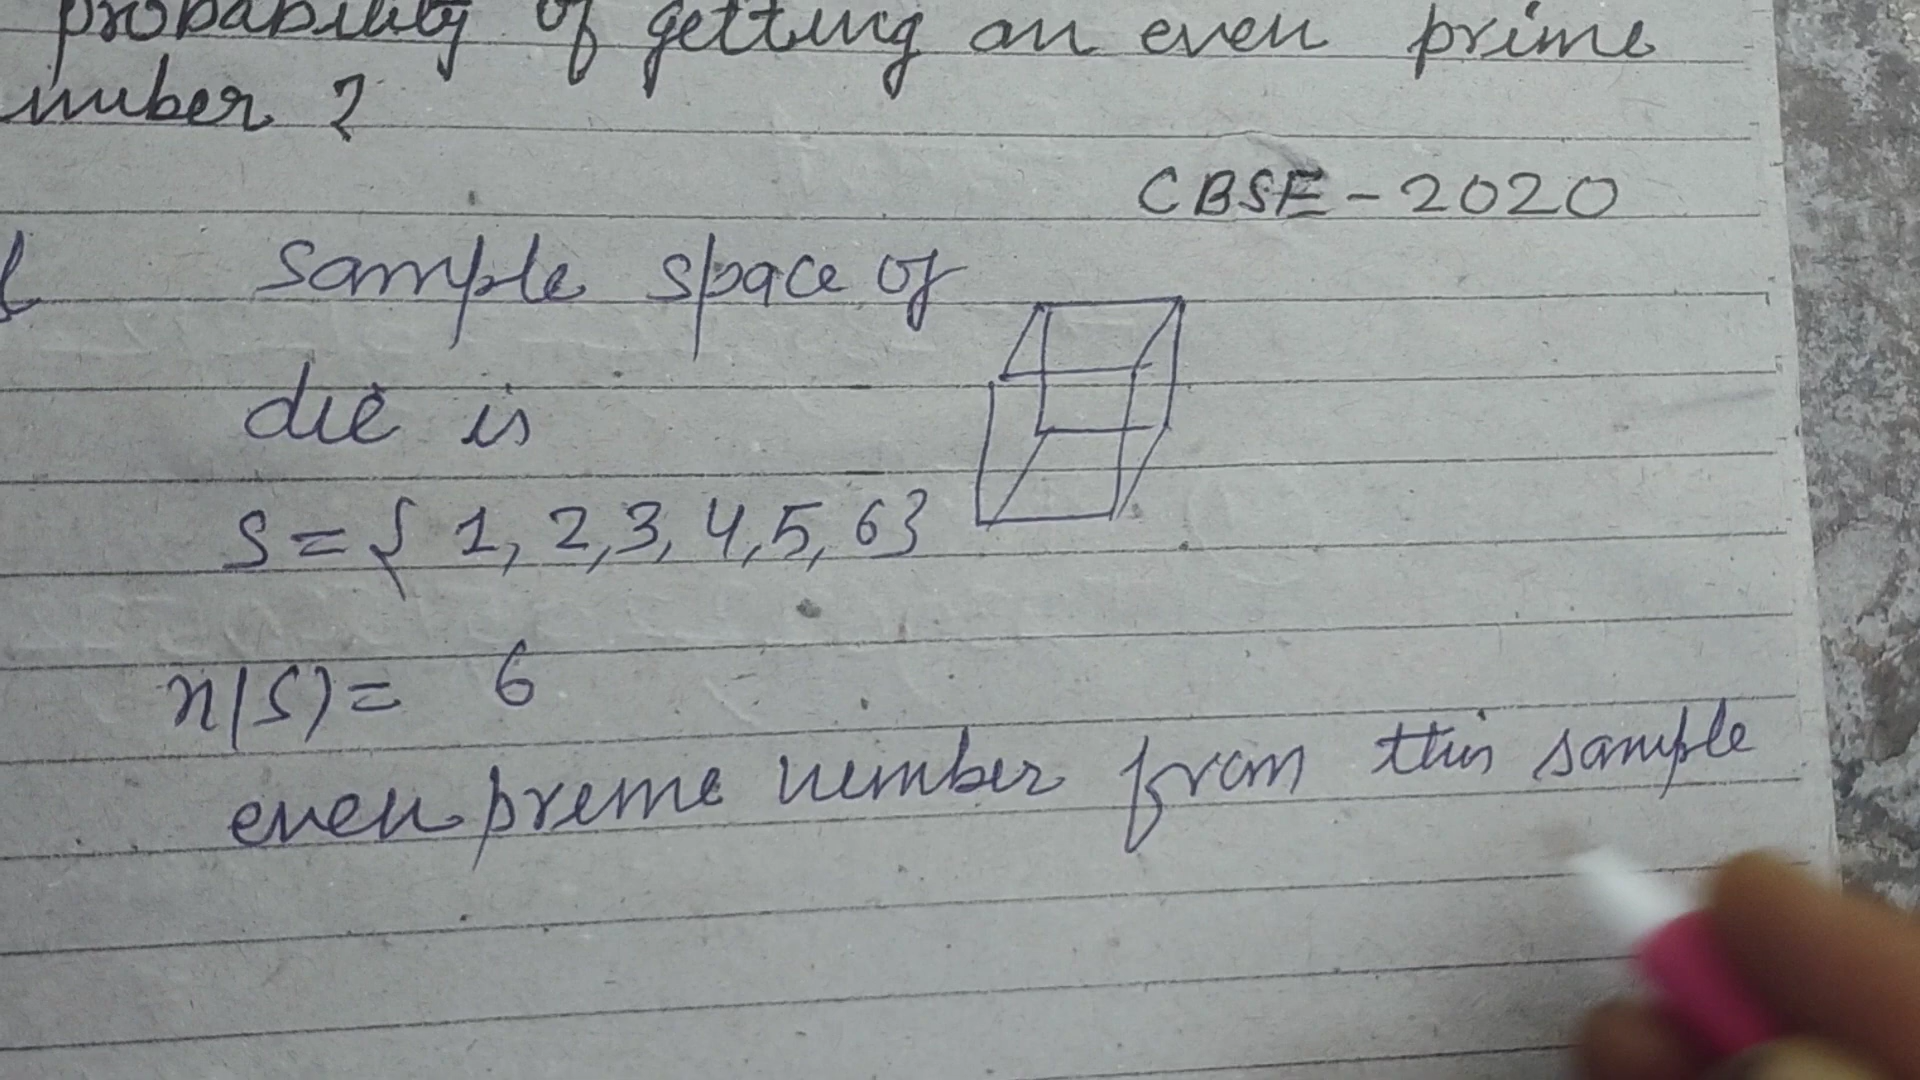 probability of getting an even prime
number ?
CBSE - 2020
sample space of
die is
S = { 1, 2, 3, 4, 5, 6 }
n(S) = 6
even preme number from this sample